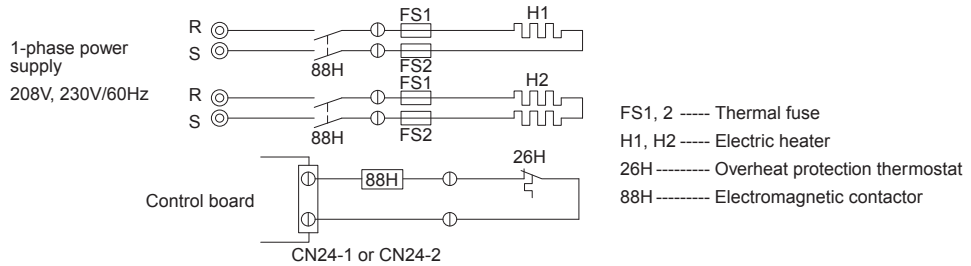 1-phase power
supply
208V, 230V/60Hz
R
S
88H
FS1
FS2
H1
R
S
88H
FS1
FS2
H2
Control board
88H
26H
CN24-1 or CN24-2
FS1, 2 ----- Thermal fuse
H1, H2 ----- Electric heater
26H --------- Overheat protection thermostat
88H --------- Electromagnetic contactor